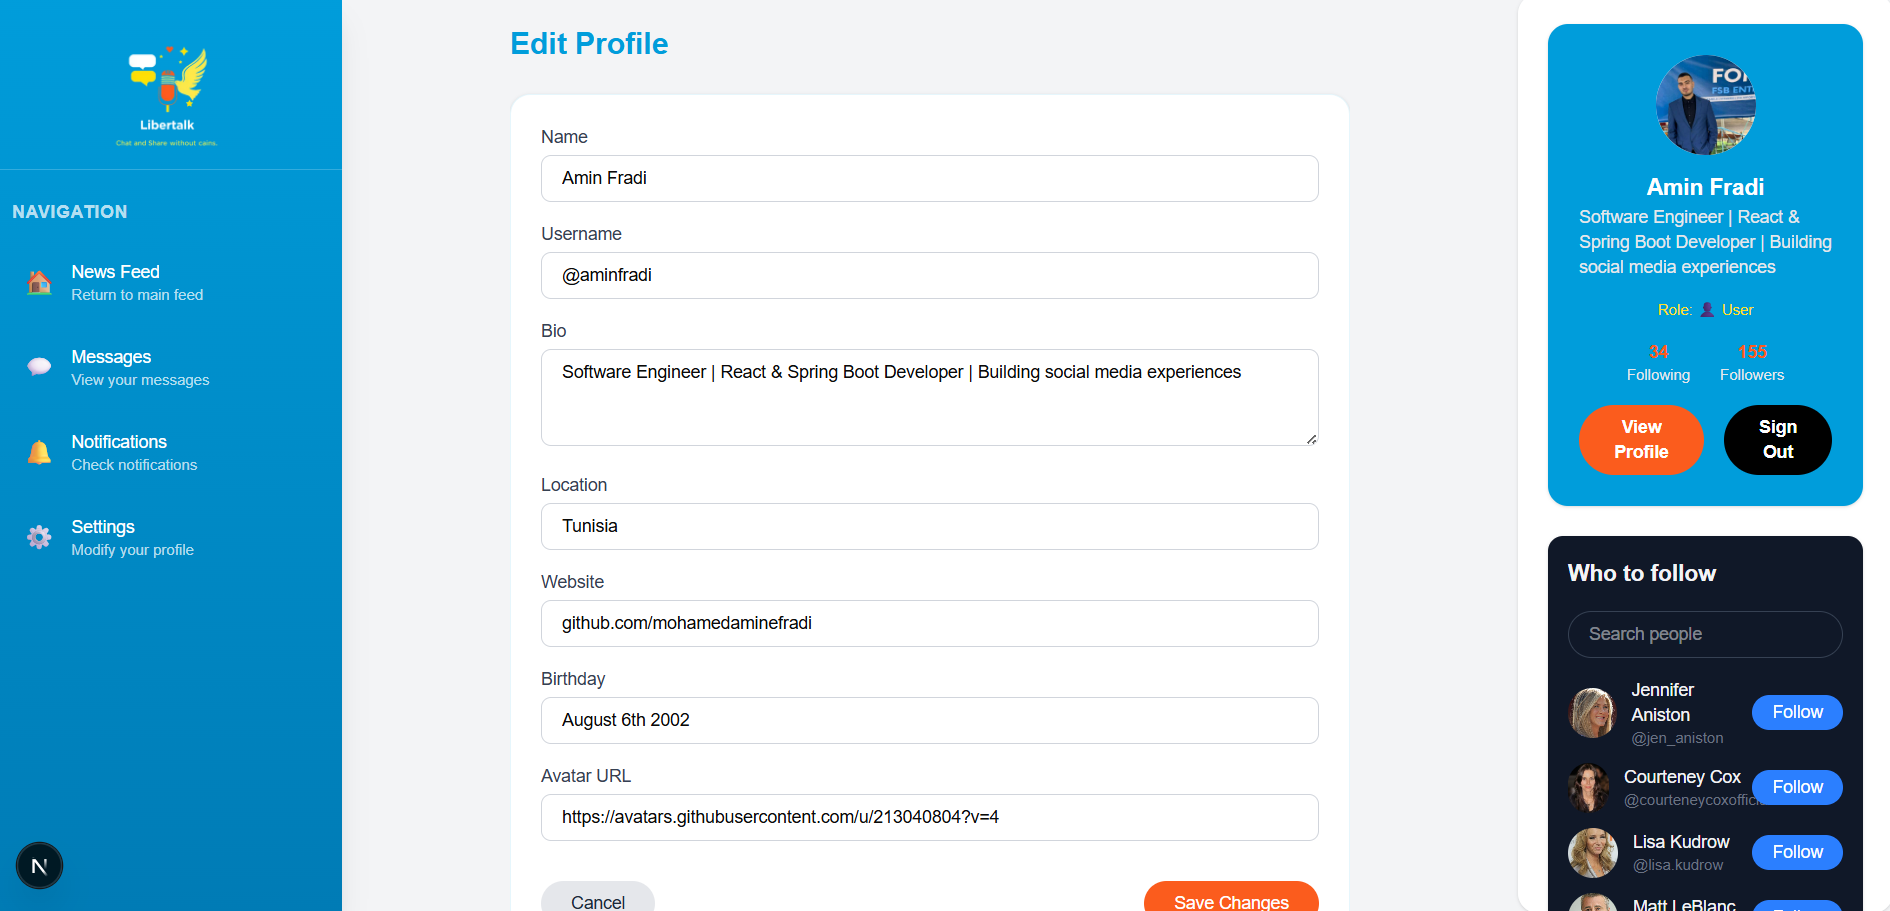 Libertalk
Chat and Share without cains.
NAVIGATION
News Feed
Return to main feed
Messages
View your messages
Notifications
Check notifications
Settings
Modify your profile
N
Edit Profile
Name
Amin Fradi
Username
@aminfradi
Bio
Software Engineer | React & Spring Boot Developer | Building social media experiences
Location
Tunisia
Website
github.com/mohamedaminefradi
Birthday
August 6th 2002
Avatar URL
https://avatars.githubusercontent.com/u/213040804?v=4
Cancel
Save Changes
FO
FSB ENT
Amin Fradi
Software Engineer | React &
Spring Boot Developer | Building
social media experiences
Role: User
34
Following
155
Followers
View
Profile
Sign
Out
Who to follow
Search people
Jennifer
Aniston
@jen_aniston
Follow
Courteney Cox
@courteneycoxoffic
Follow
Lisa Kudrow
@lisa.kudrow
Follow
Matt LeBlanc